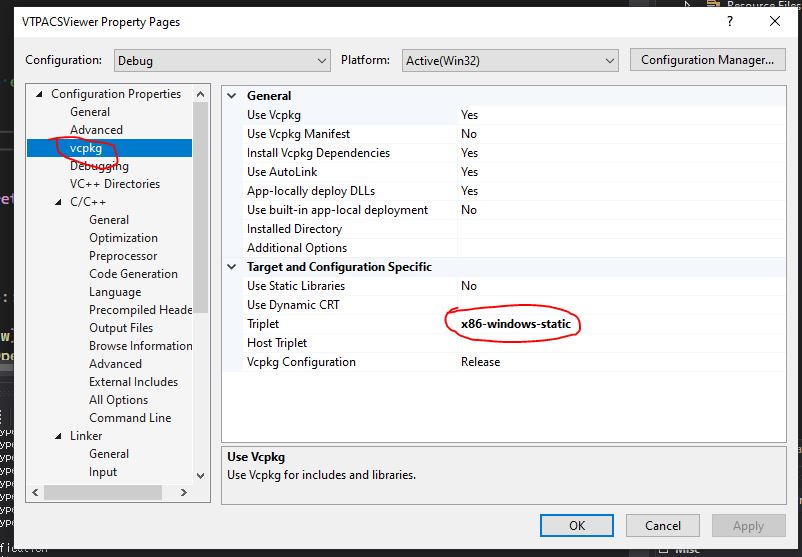 Resource Files
VTPACSViewer Property Pages
?
Configuration: Debug Platform: Active(Win32) Configuration Manager...
Configuration Properties
General
Advanced
vcpkg
Debugging
VC++ Directories
C/C++
General
Optimization
Preprocessor
Code Generation
Language
Precompiled Heade
Output Files
Browse Information
Advanced
External Includes
All Options
Command Line
Linker
General
Input
General
Use Vcpkg Yes
Use Vcpkg Manifest No
Install Vcpkg Dependencies Yes
Use AutoLink Yes
App-locally deploy DLLs Yes
Use built-in app-local deployment No
Installed Directory
Additional Options
Target and Configuration Specific
Use Static Libraries No
Use Dynamic CRT
Triplet x86-windows-static
Host Triplet
Vcpkg Configuration Release
Use Vcpkg
Use Vcpkg for includes and libraries.
OK Cancel Apply
Misc